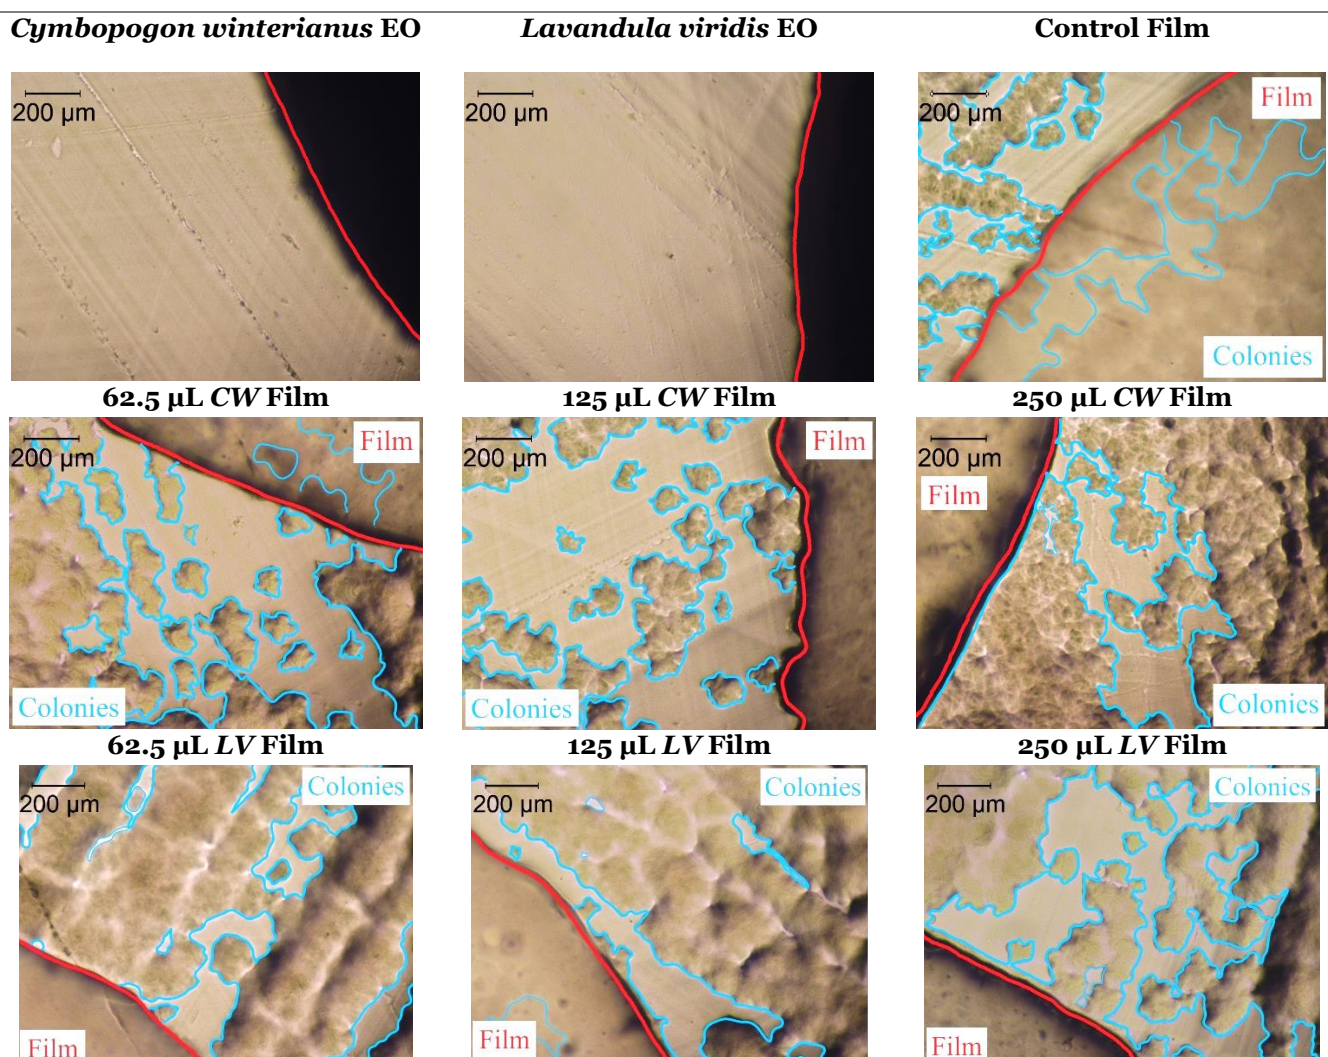 Cymbopogon winterianus EO
Lavandula viridis EO
Control Film
200 µm
200 µm
200 µm
Film
Colonies
62.5 µL CW Film
125 µL CW Film
250 µL CW Film
200 µm
Film
Colonies
200 µm
Film
Colonies
200 µm
Film
Colonies
62.5 µL LV Film
125 µL LV Film
250 µL LV Film
200 µm
Colonies
Film
200 µm
Colonies
Film
200 µm
Colonies
Film